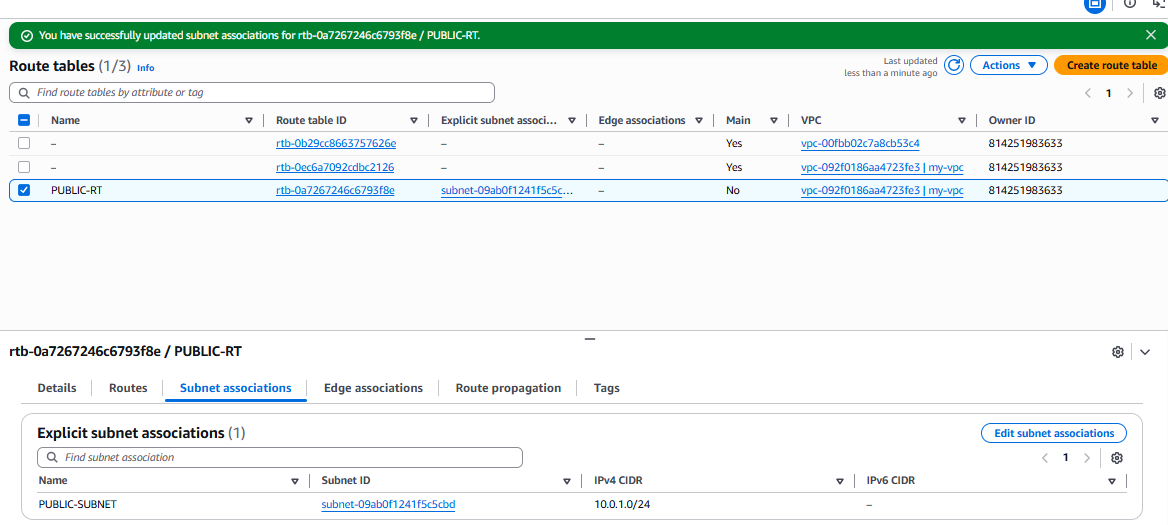 You have successfully updated subnet associations for rtb-0a7267246c6793f8e / PUBLIC-RT.
Route tables (1/3) Info
Last updated
less than a minute ago
Actions
Create route table
Find route tables by attribute or tag
1
Name Route table ID Explicit subnet associ... Edge associations Main VPC Owner ID
– rtb-0b29cc8663757626e – – Yes vpc-00fbb02c7a8cb53c4 814251983633
– rtb-0ec6a7092cdbc2126 – – Yes vpc-092f0186aa4723fe3 | my-vpc 814251983633
PUBLIC-RT rtb-0a7267246c6793f8e subnet-09ab0f1241f5c5c... – No vpc-092f0186aa4723fe3 | my-vpc 814251983633
rtb-0a7267246c6793f8e / PUBLIC-RT
Details Routes Subnet associations Edge associations Route propagation Tags
Explicit subnet associations (1)
Edit subnet associations
Find subnet association
1
Name Subnet ID IPv4 CIDR IPv6 CIDR
PUBLIC-SUBNET subnet-09ab0f1241f5c5cbd 10.0.1.0/24 –